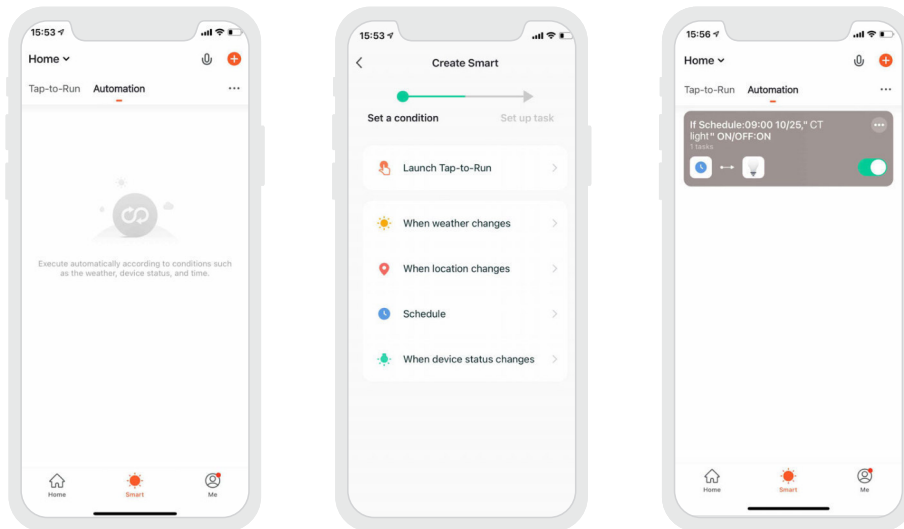 15:53
Home
Tap-to-Run Automation
Execute automatically according to conditions such
as the weather, device status, and time.
Home Smart Me
15:53
Create Smart
Set a condition Set up task
Launch Tap-to-Run
When weather changes
When location changes
Schedule
When device status changes
15:56
Home
Tap-to-Run Automation
If Schedule:09:00 10/25," CT
light" ON/OFF:ON
1 tasks
Home Smart Me